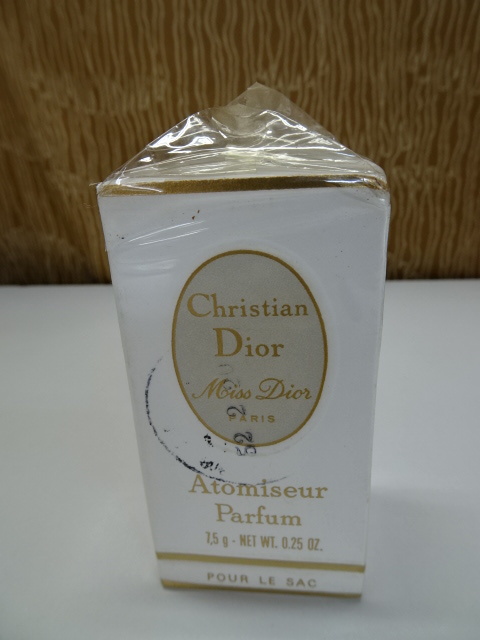 Christian
Dior
Miss Dior
PARIS
Atomiseur
Parfum
7,5 g - NET WT. 0.25 OZ.
POUR LE SAC